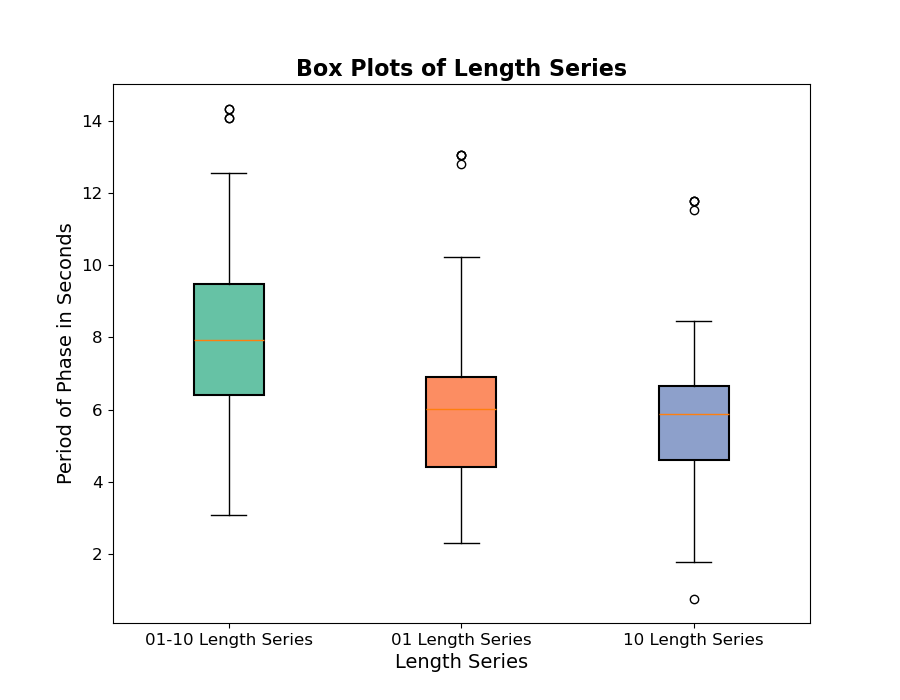 Box Plots of Length Series
Period of Phase in Seconds
14
12
10
8
6
4
2
01-10 Length Series
01 Length Series
10 Length Series
Length Series